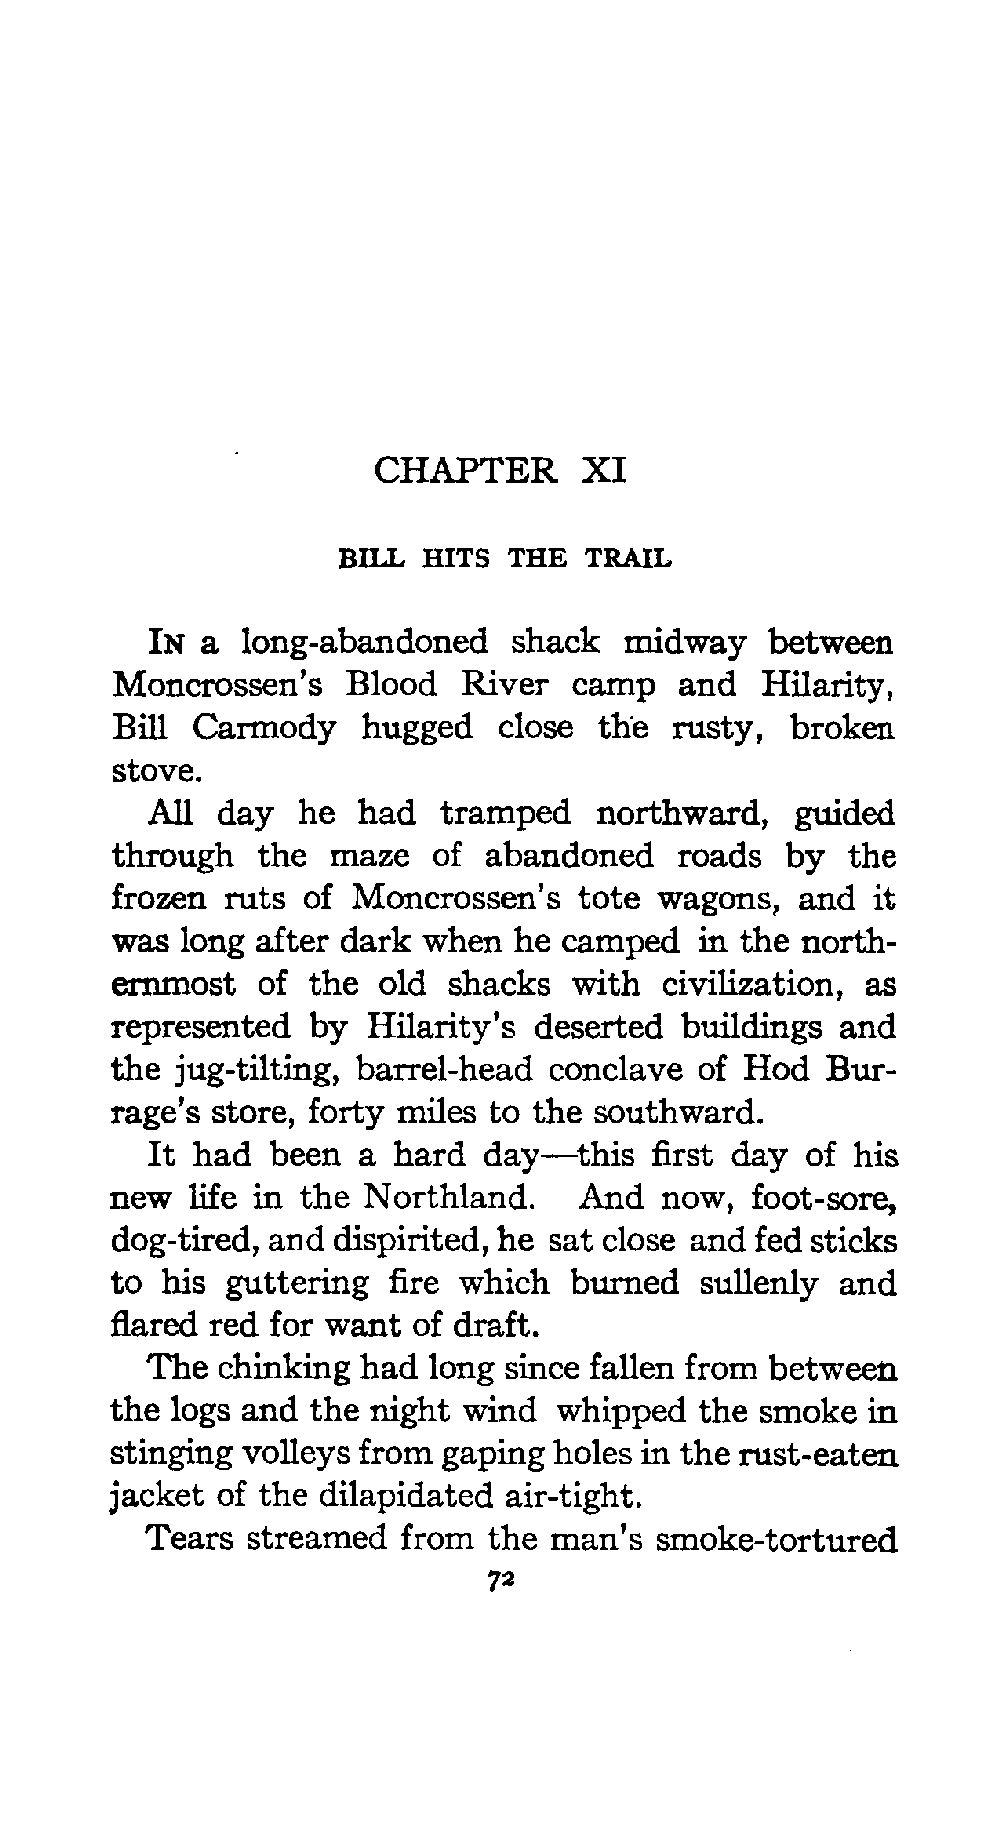 CHAPTER XI
BILL HITS THE TRAIL
IN a long-abandoned shack midway between
Moncrossen's Blood River camp and Hilarity,
Bill Carmody hugged close the rusty, broken
stove.
All day he had tramped northward, guided
through the maze of abandoned roads by the
frozen ruts of Moncrossen's tote wagons, and it
was long after dark when he camped in the north-
ernmost of the old shacks with civilization, as
represented by Hilarity's deserted buildings and
the jug-tilting, barrel-head conclave of Hod Bur-
rage's store, forty miles to the southward.
It had been a hard day—this first day of his
new life in the Northland. And now, foot-sore,
dog-tired, and dispirited, he sat close and fed sticks
to his guttering fire which burned sullenly and
flared red for want of draft.
The chinking had long since fallen from between
the logs and the night wind whipped the smoke in
stinging volleys from gaping holes in the rust-eaten
jacket of the dilapidated air-tight.
Tears streamed from the man's smoke-tortured
72